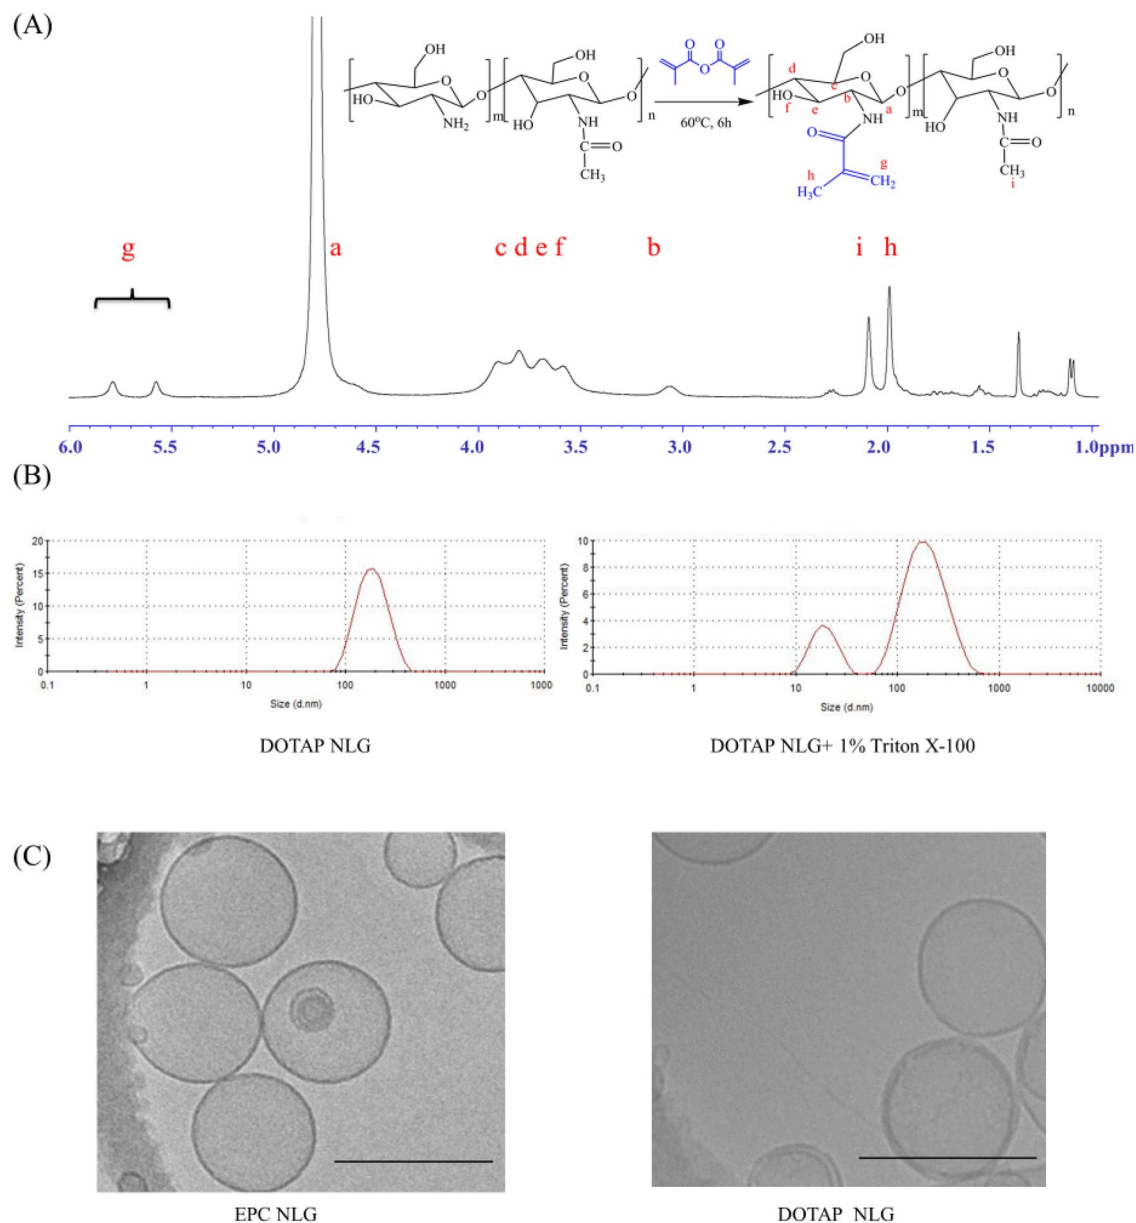 (A)
OH
OH
O
O
O
OH
OH
O
O
O
O
O
HO
NH₂
m
HO
NH
C=O
CH₃
n
60°C, 6h
d
c
HO
f
e
b
a
O
NH
m
HO
NH
n
O
g
C=O
h
H₃C
CH₂
CH₃
i
g a c d e f b i h
6.0 5.5 5.0 4.5 4.0 3.5 3.0 2.5 2.0 1.5 1.0ppm
(B)
Intensity (Percent)
20
15
10
5
0
0.1 1 10 100 1000 1000
Size (d.nm)
DOTAP NLG
Intensity (Percent)
10
8
6
4
2
0
0.1 1 10 100 1000 10000
Size (d.nm)
DOTAP NLG+ 1% Triton X-100
(C)
EPC NLG
DOTAP NLG